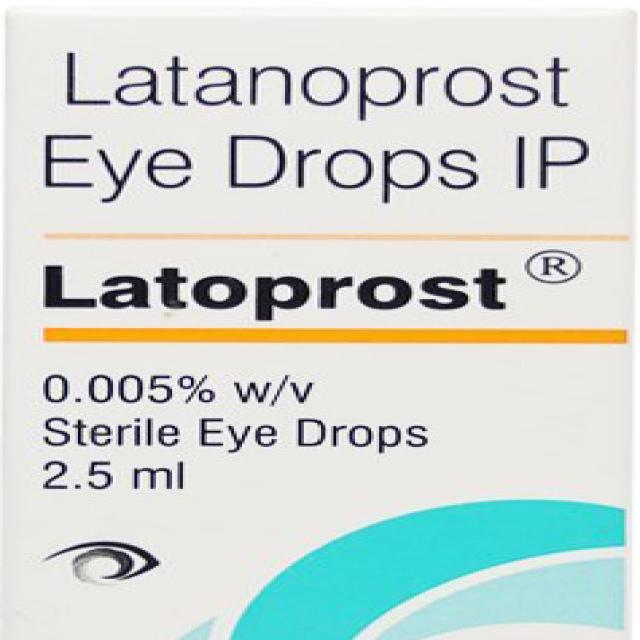 Latanoprost
Eye Drops IP
Latoprost®
0.005% w/v
Sterile Eye Drops
2.5 ml